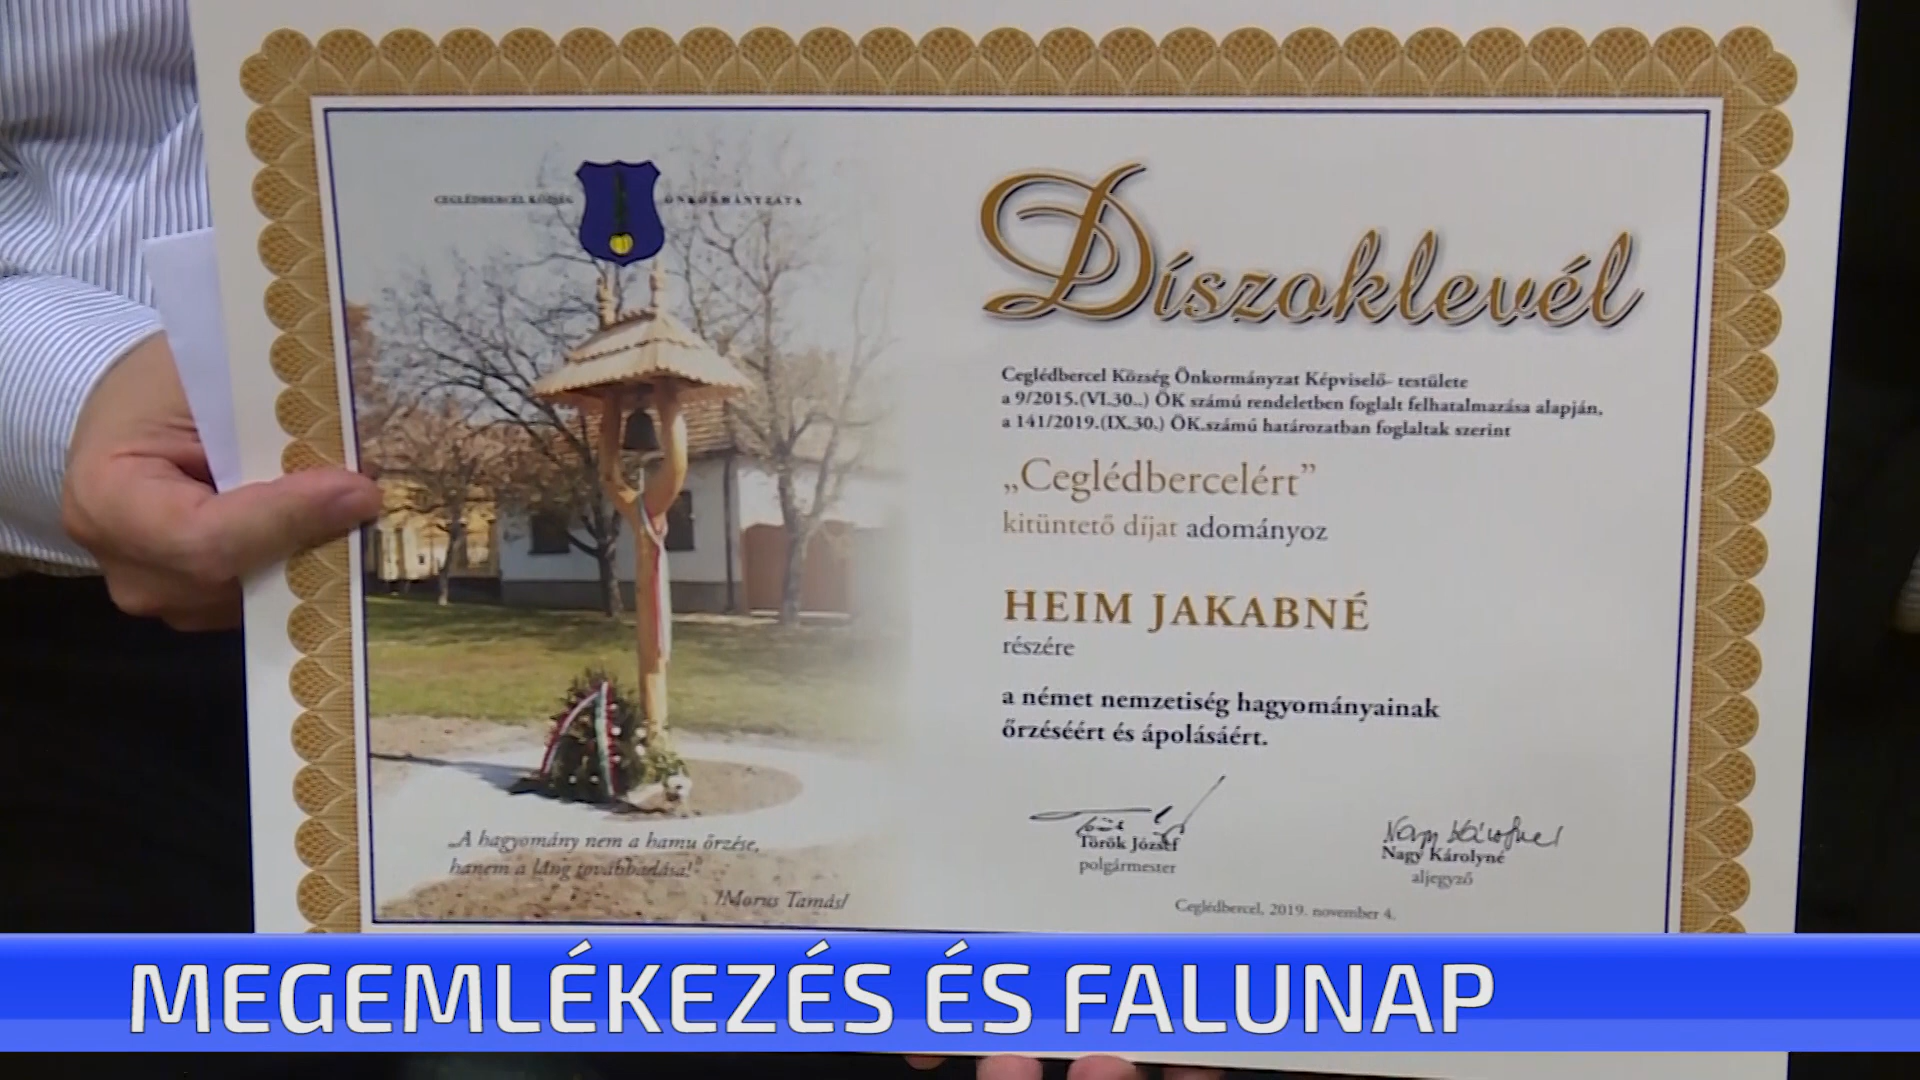 CEGLÉDBERCEL KÖZSÉG ÖNKORMÁNYZATA
Díszoklevél
Ceglédbercel Község Önkormányzat Képviselő- testülete
a 9/2015.(VI.30..) ÖK számú rendeletben foglalt felhatalmazása alapján,
a 141/2019.(IX.30.) ÖK.számú határozatban foglaltak szerint
„Ceglédbercelért”
kitüntető díjat adományoz
HEIM JAKABNÉ
részére
a német nemzetiség hagyományainak
őrzéséért és ápolásáért.
Török József
polgármester
Nagy Károlyné
Nagy Károlyné
aljegyző
Ceglédbercel, 2019. november 4.
„A hagyomány nem a hamu őrzése,
hanem a láng továbbadása!”
/Morus Tamás/
MEGEMLÉKEZÉS ÉS FALUNAP